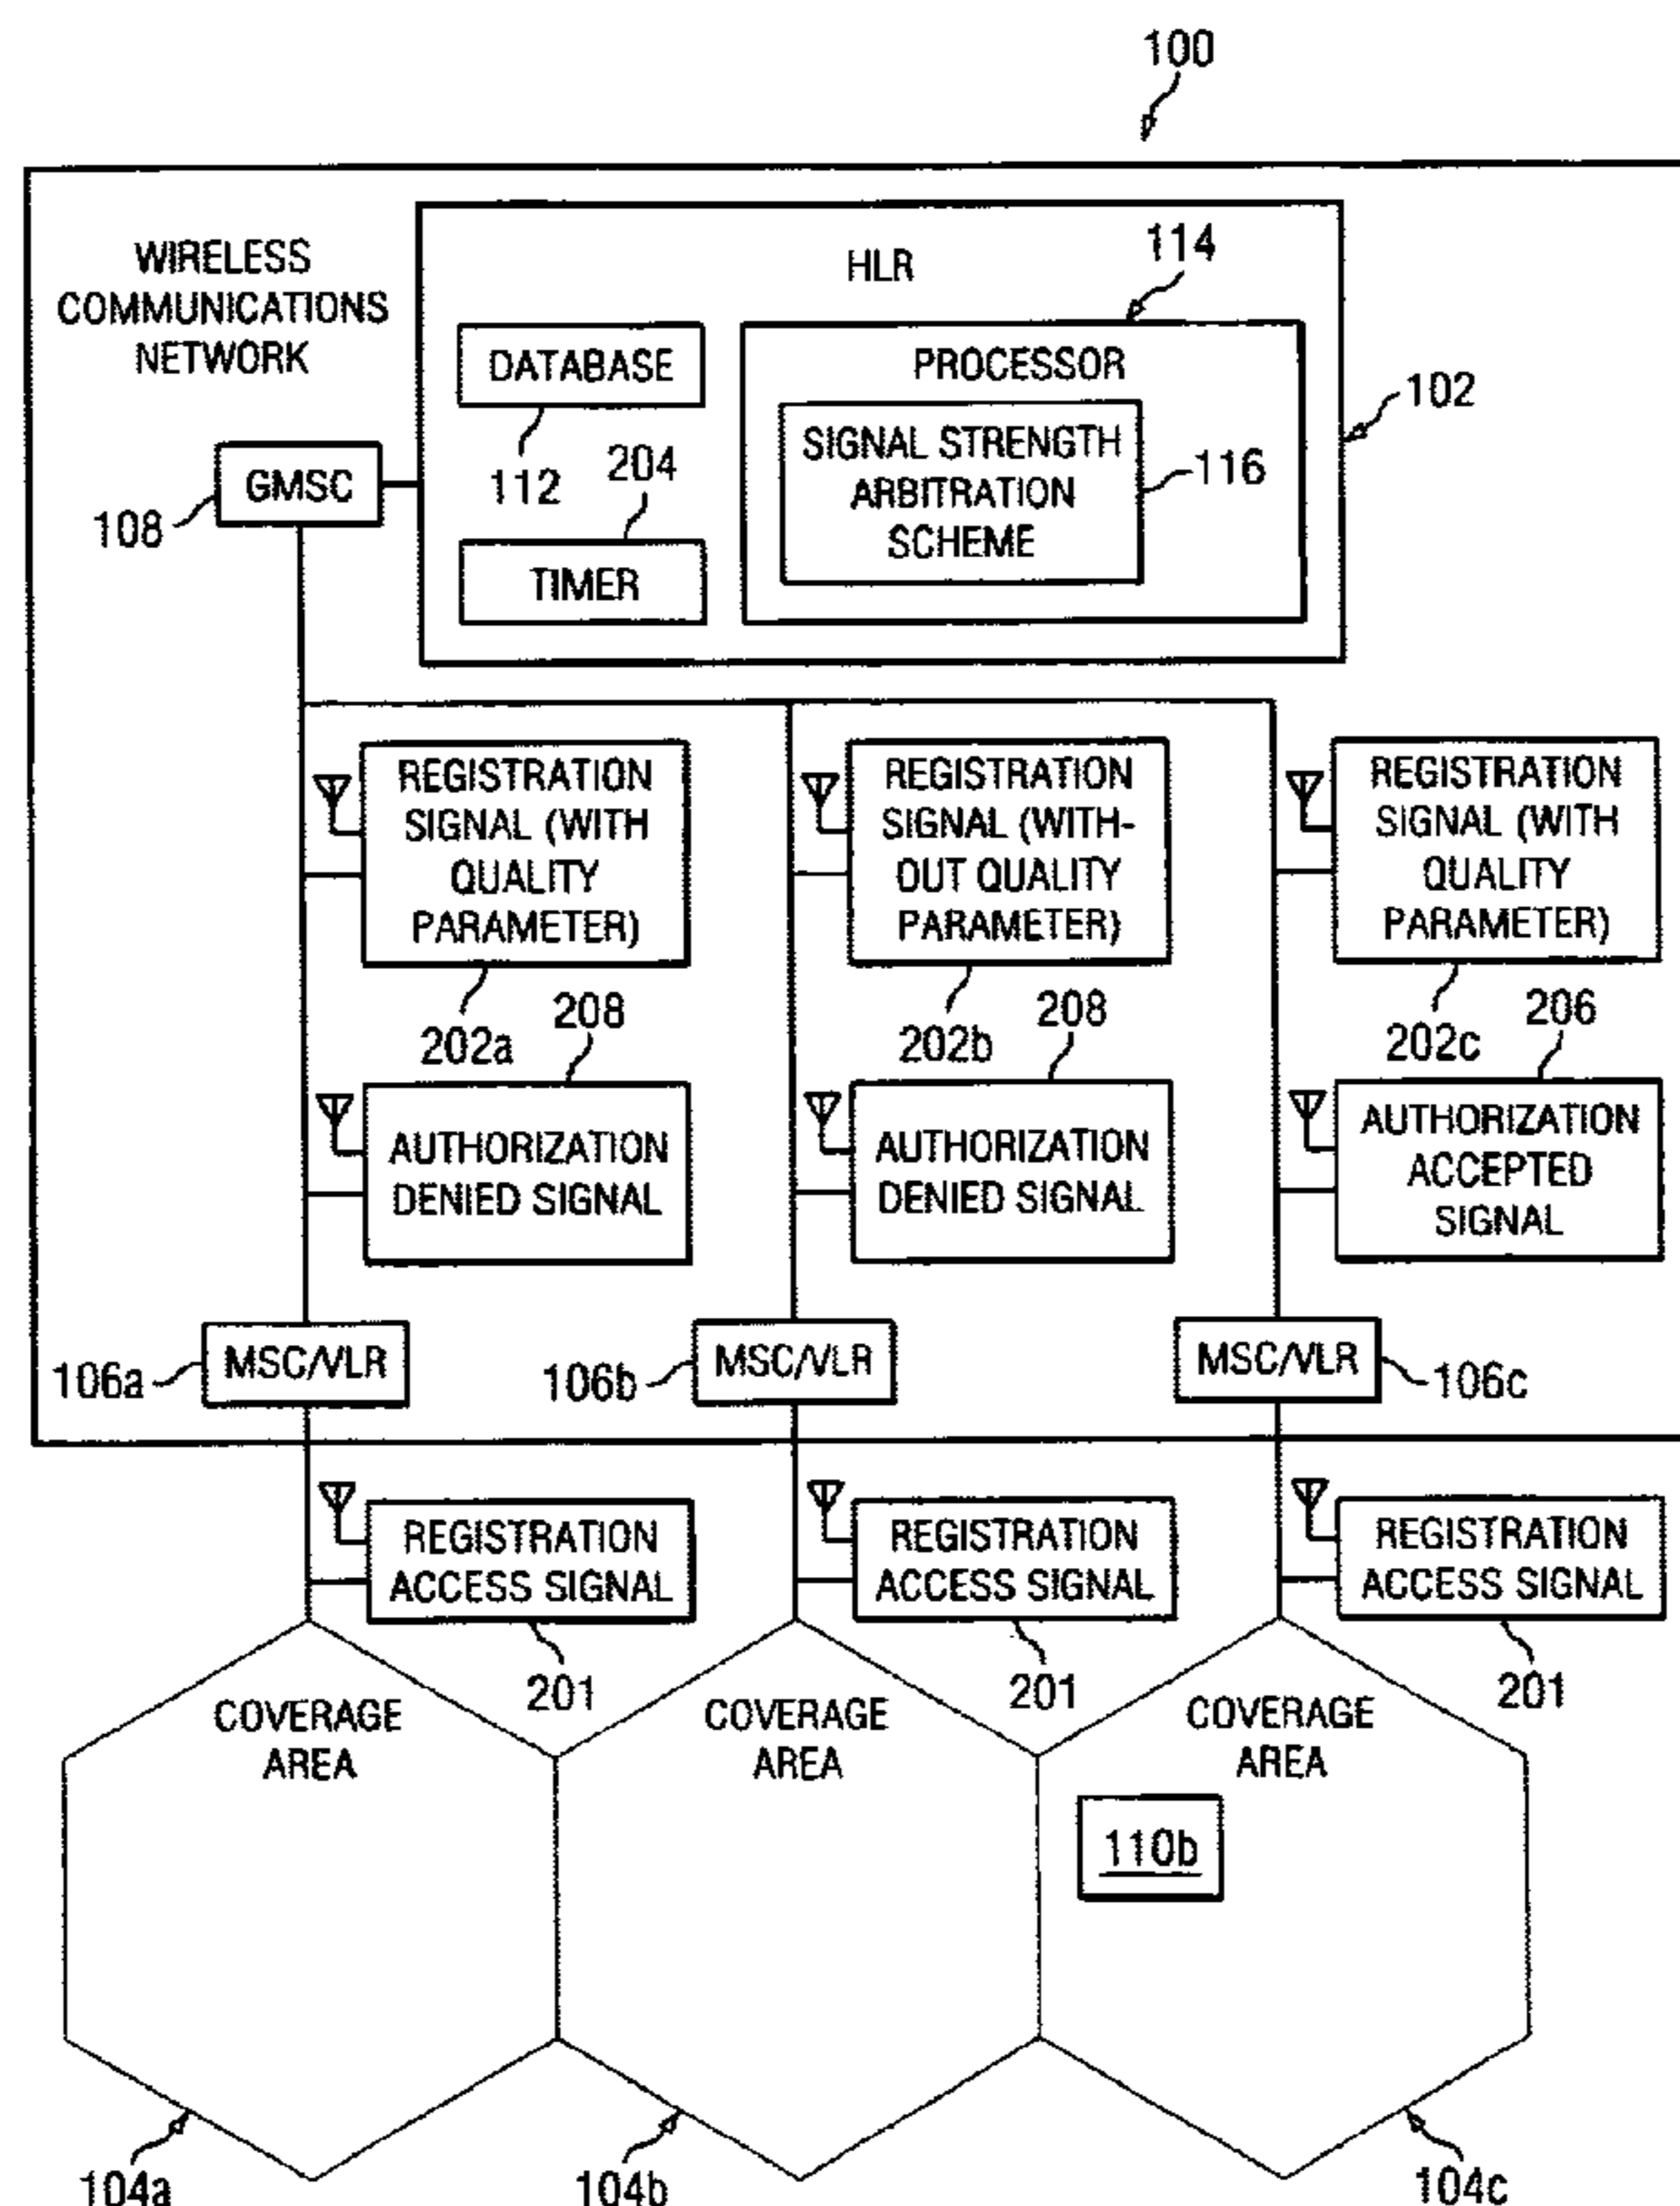 100
WIRELESS
COMMUNICATIONS
NETWORK
HLR
114
DATABASE
112
PROCESSOR
SIGNAL STRENGTH
ARBITRATION
SCHEME
116
102
GMSC
108
204
TIMER
REGISTRATION
SIGNAL (WITH
QUALITY
PARAMETER)
202a
REGISTRATION
SIGNAL (WITH-
OUT QUALITY
PARAMETER)
202b
REGISTRATION
SIGNAL (WITH
QUALITY
PARAMETER)
202c
208
AUTHORIZATION
DENIED SIGNAL
208
AUTHORIZATION
DENIED SIGNAL
206
AUTHORIZATION
ACCEPTED
SIGNAL
106a
MSC/VLR
106b
MSC/VLR
MSC/VLR
106c
REGISTRATION
ACCESS SIGNAL
201
REGISTRATION
ACCESS SIGNAL
201
REGISTRATION
ACCESS SIGNAL
201
COVERAGE
AREA
COVERAGE
AREA
COVERAGE
AREA
110b
104a
104b
104c